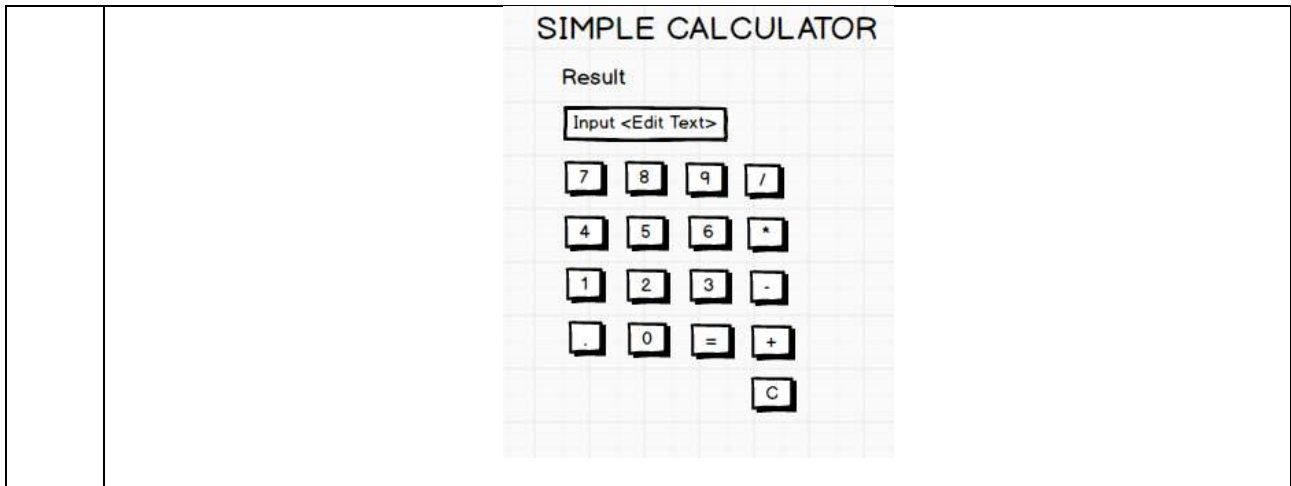 SIMPLE CALCULATOR
Result
Input <Edit Text>
7 8 9 /
4 5 6 *
1 2 3 -
. 0 = +
C